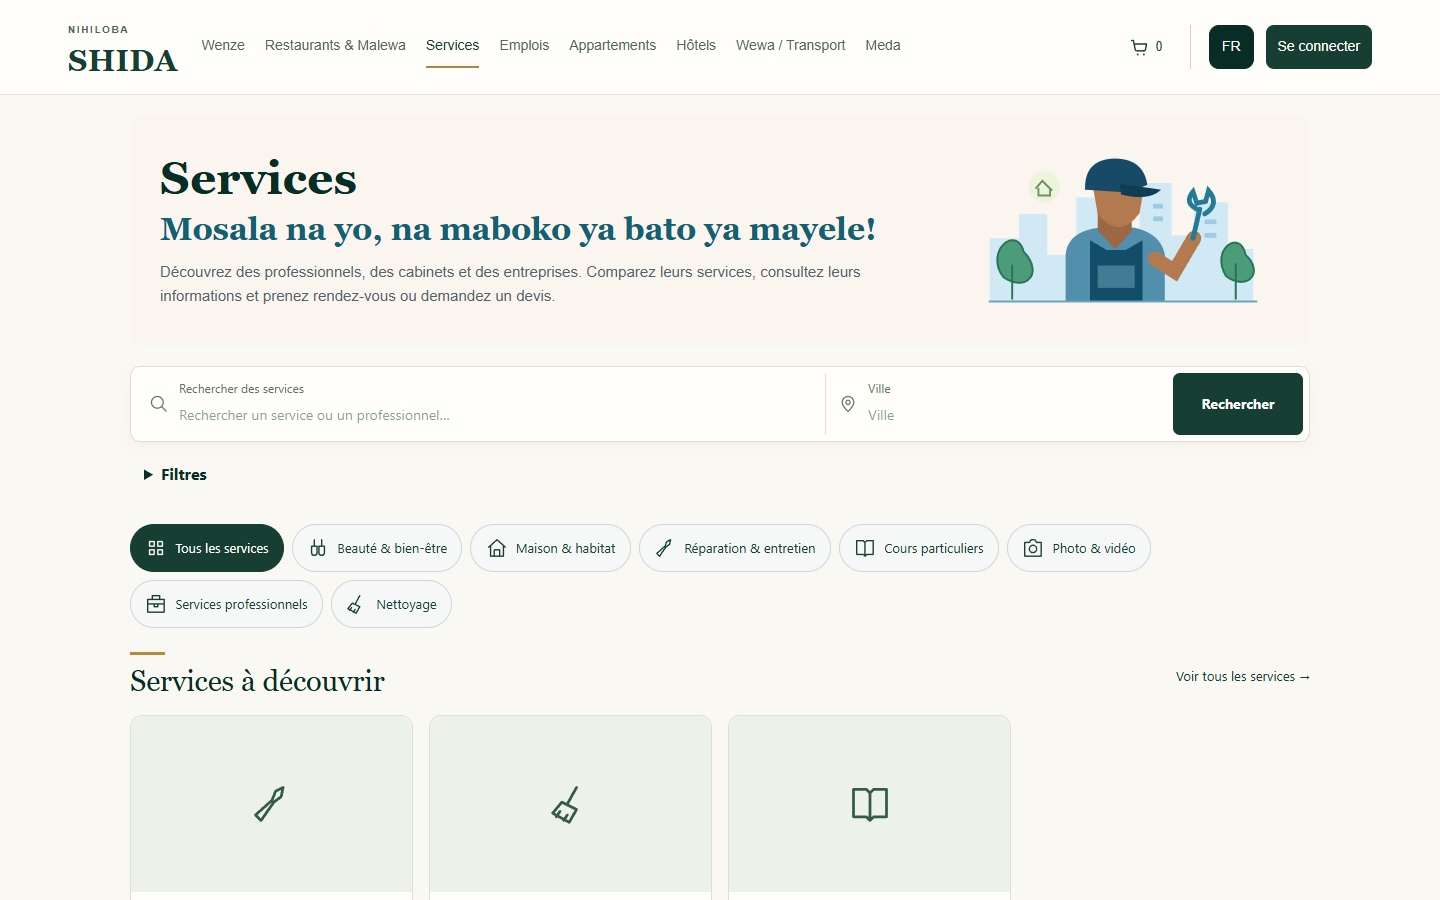 NIHILOBA
SHIDA
Wenze
Restaurants & Malewa
Services
Emplois
Appartements
Hôtels
Wewa / Transport
Meda
0
FR
Se connecter
Services
Mosala na yo, na maboko ya bato ya mayele!
Découvrez des professionnels, des cabinets et des entreprises. Comparez leurs services, consultez leurs
informations et prenez rendez-vous ou demandez un devis.
Rechercher des services
Rechercher un service ou un professionnel...
Ville
Ville
Rechercher
Filtres
Tous les services
Beauté & bien-être
Maison & habitat
Réparation & entretien
Cours particuliers
Photo & vidéo
Services professionnels
Nettoyage
Services à découvrir
Voir tous les services →